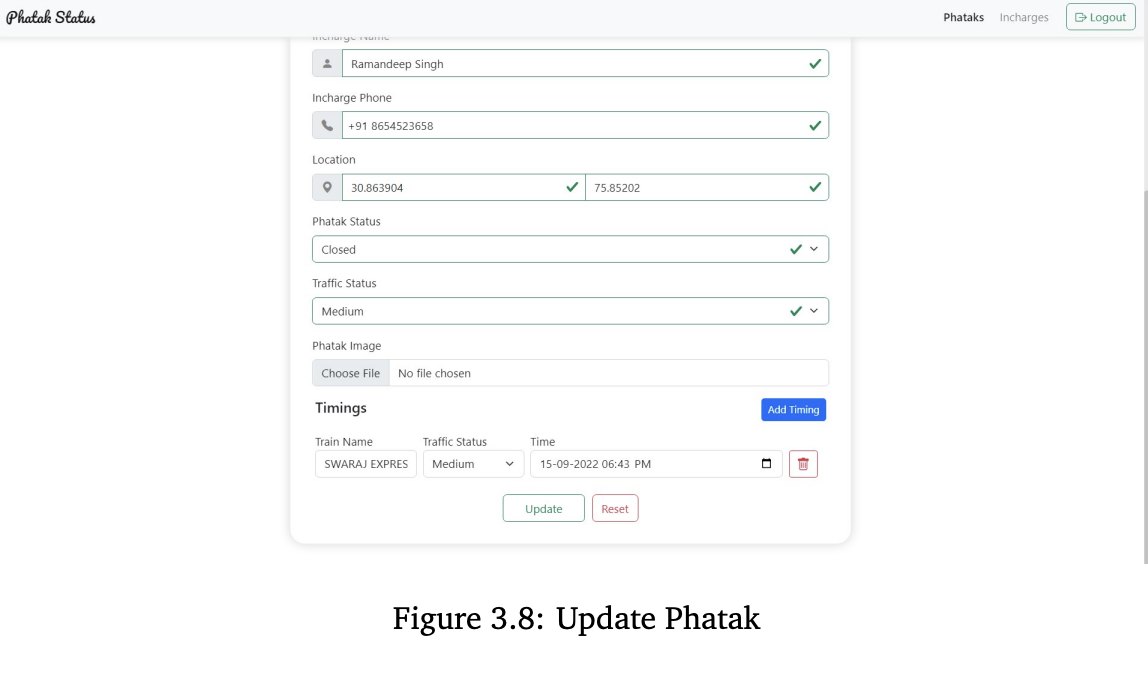 Phatak Status
Phataks Incharges Logout
Incharge Name
Ramandeep Singh
Incharge Phone
+91 8654523658
Location
30.863904 75.85202
Phatak Status
Closed
Traffic Status
Medium
Phatak Image
Choose File No file chosen
Timings Add Timing
Train Name Traffic Status Time
SWARAJ EXPRES Medium 15-09-2022 06:43 PM
Update Reset
Figure 3.8: Update Phatak